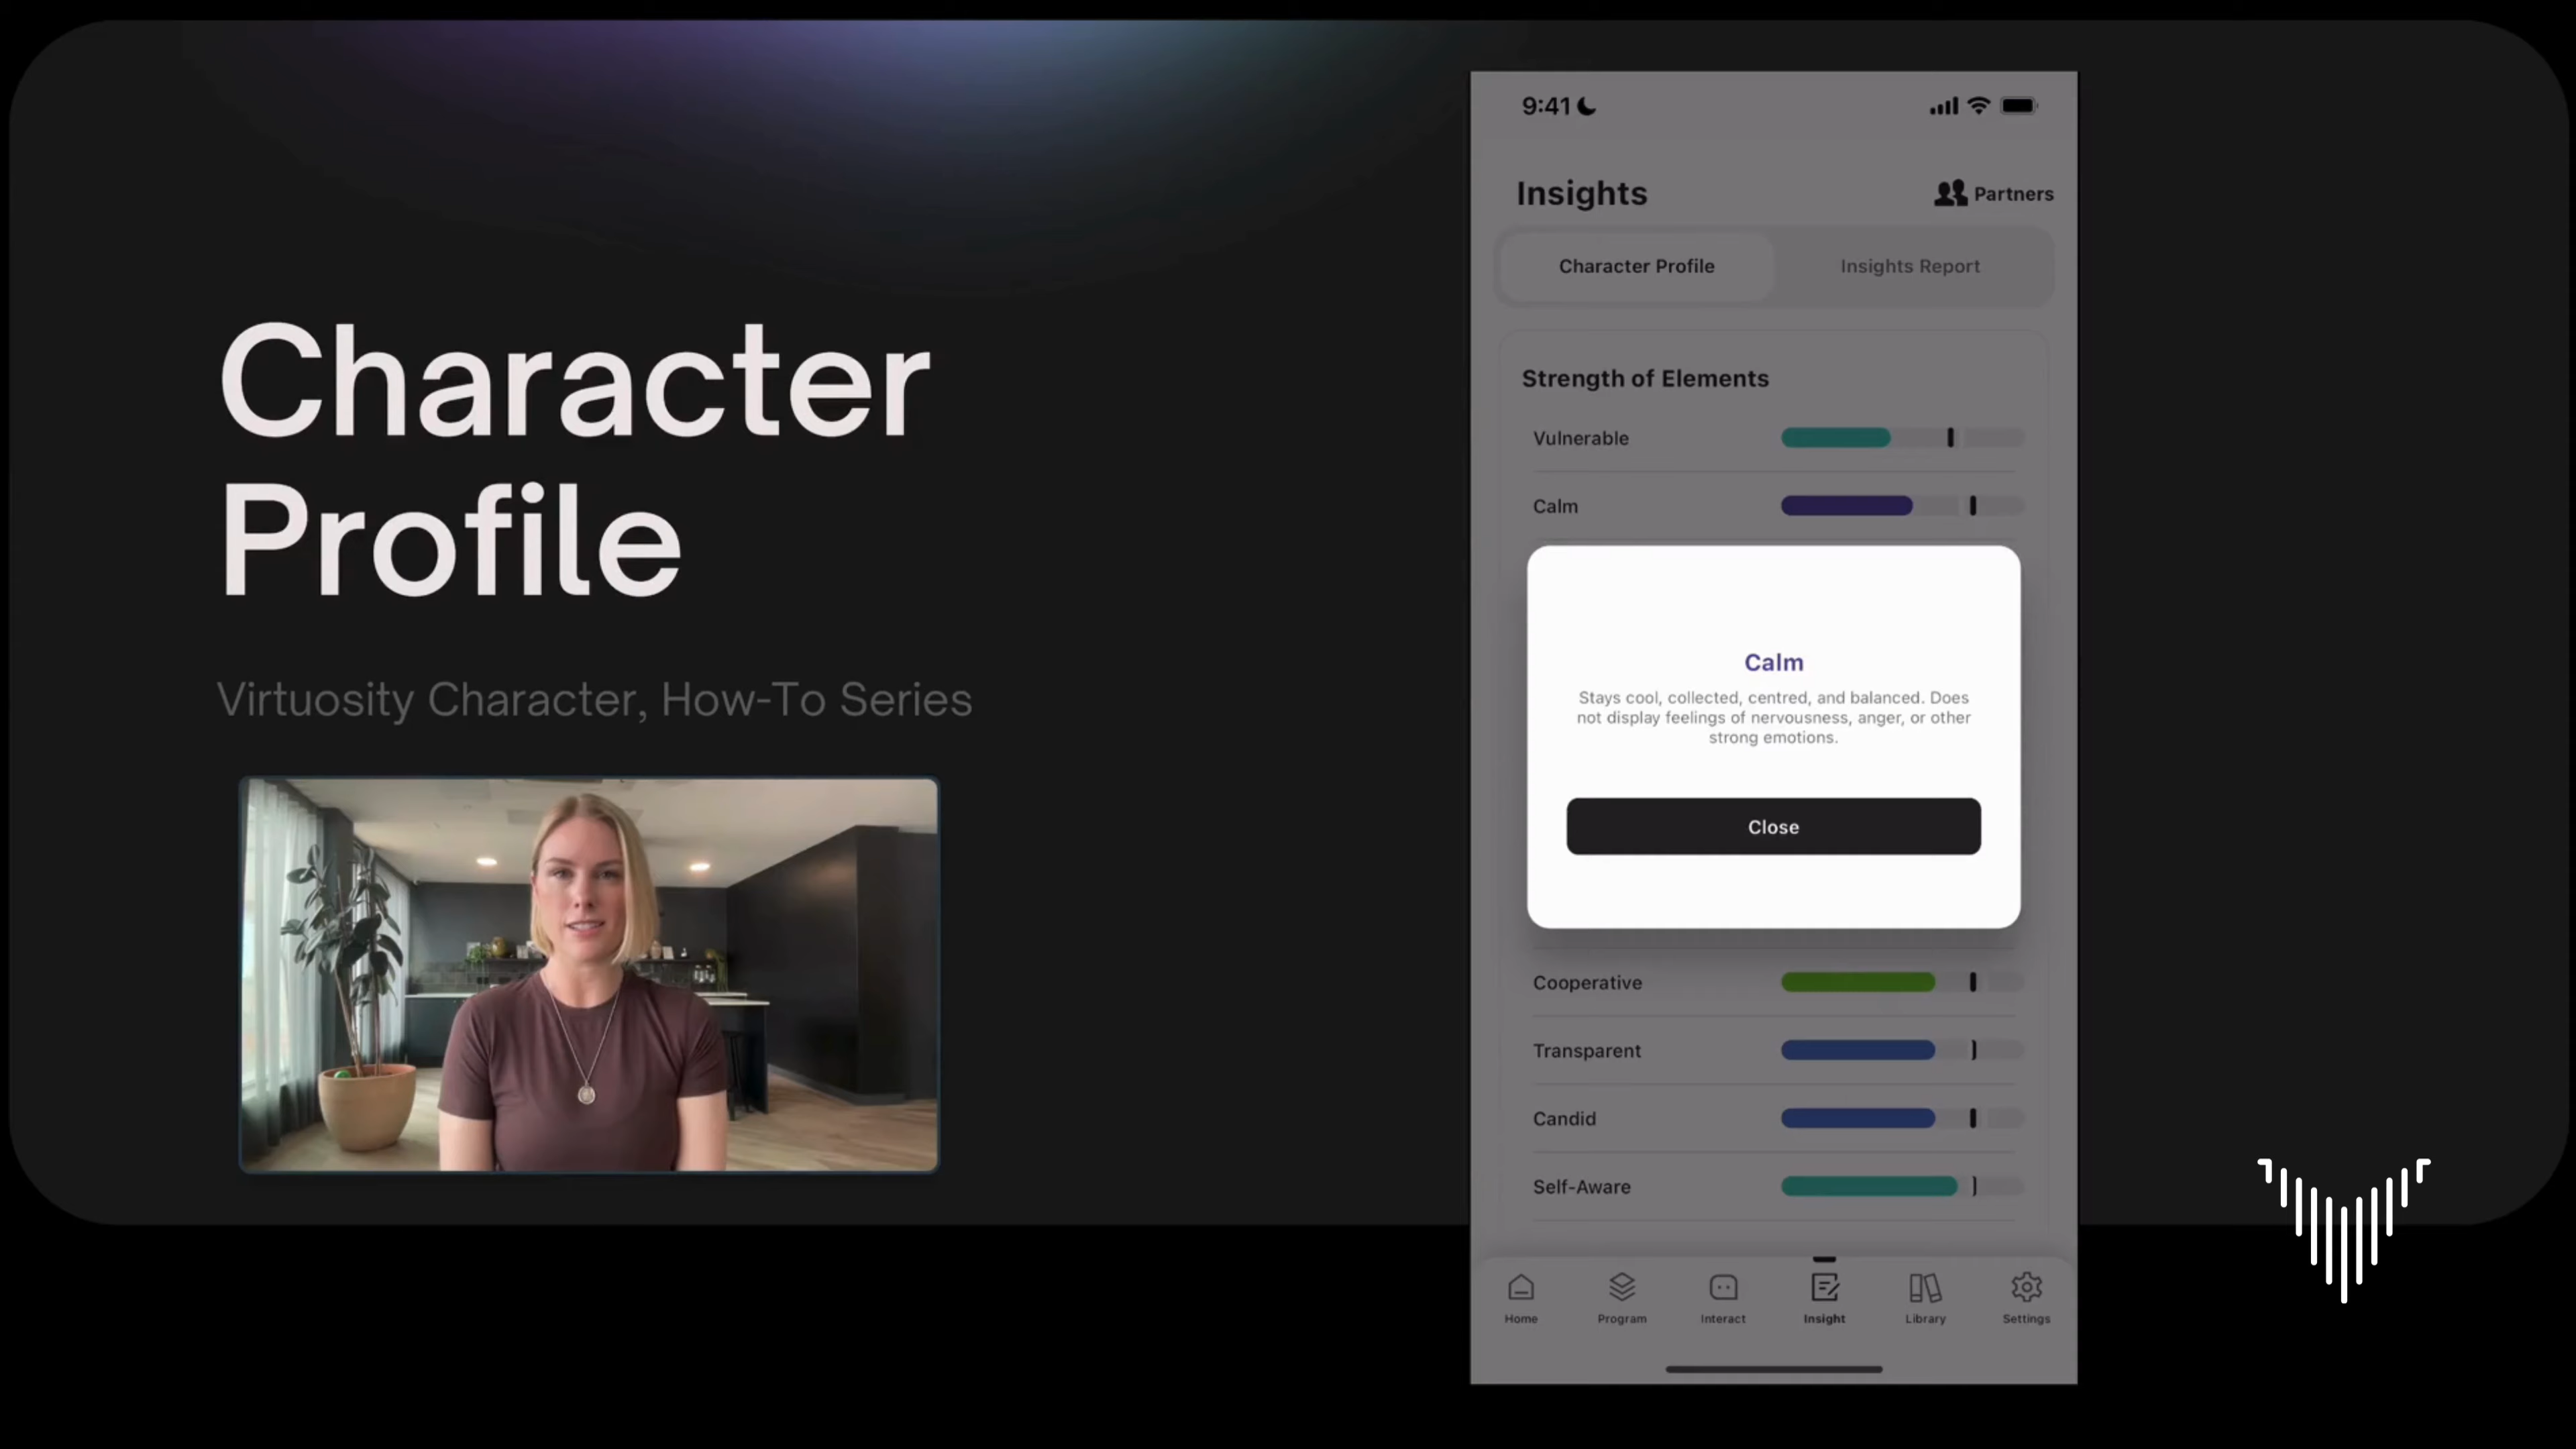 Character
Profile
Virtuosity Character, How-To Series
9:41
Insights
Partners
Character Profile
Insights Report
Strength of Elements
Vulnerable
Calm
Calm
Stays cool, collected, centred, and balanced. Does
not display feelings of nervousness, anger, or other
strong emotions.
Close
Cooperative
Transparent
Candid
Self-Aware
Home
Program
Interact
Insight
Library
Settings